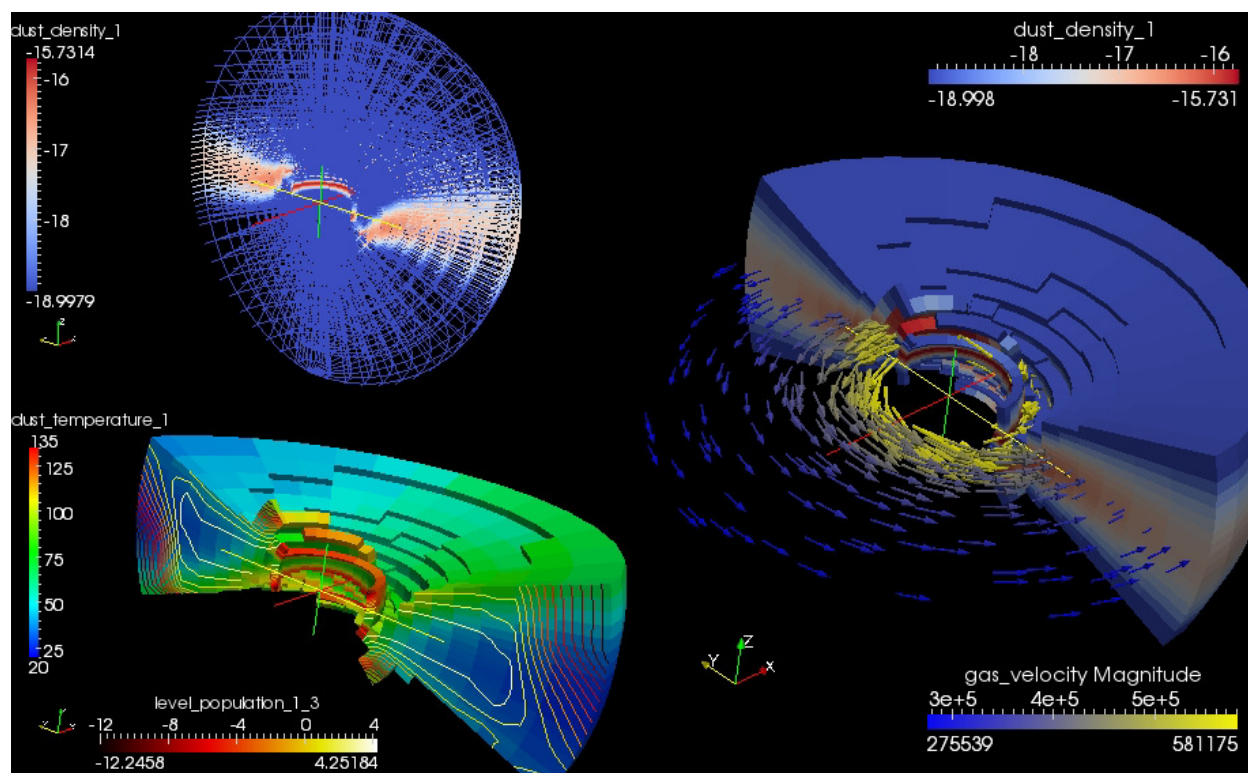 dust_density_1
-15.7314
-16
-17
-18
-18.9979
z
x
dust_density_1
-18 -17 -16
-18.998 -15.731
dust_temperature_1
135
125
100
75
50
25
20
level_population_1_3
-12 -8 -4 0 4
-12.2458 4.25184
Y Z X
gas_velocity Magnitude
3e+5 4e+5 5e+5
275539 581175